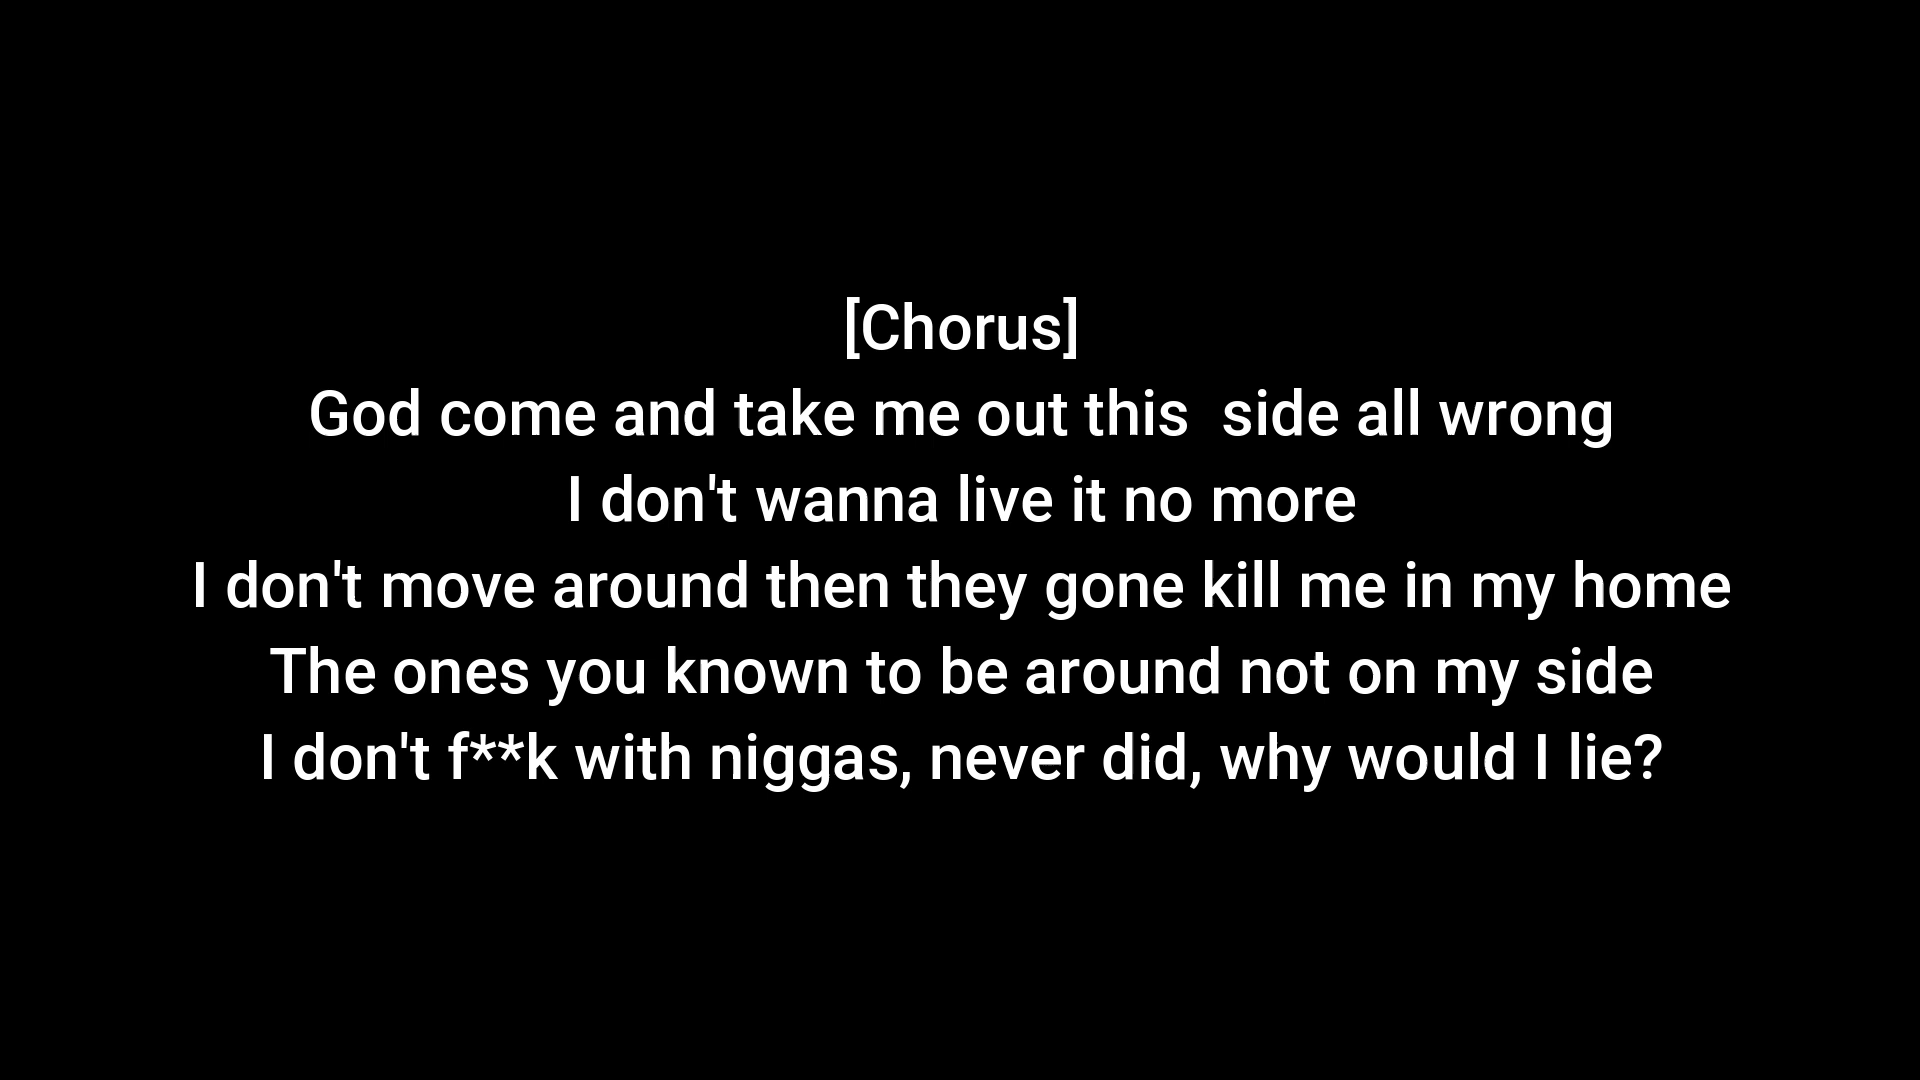 [Chorus]
God come and take me out this  side all wrong
I don't wanna live it no more
I don't move around then they gone kill me in my home
The ones you known to be around not on my side
I don't f**k with niggas, never did, why would I lie?